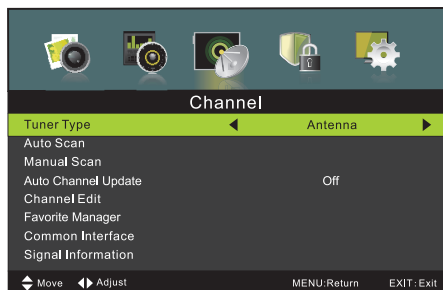 Channel
Tuner Type Antenna
Auto Scan
Manual Scan
Auto Channel Update Off
Channel Edit
Favorite Manager
Common Interface
Signal Information
Move Adjust MENU:Return EXIT:Exit